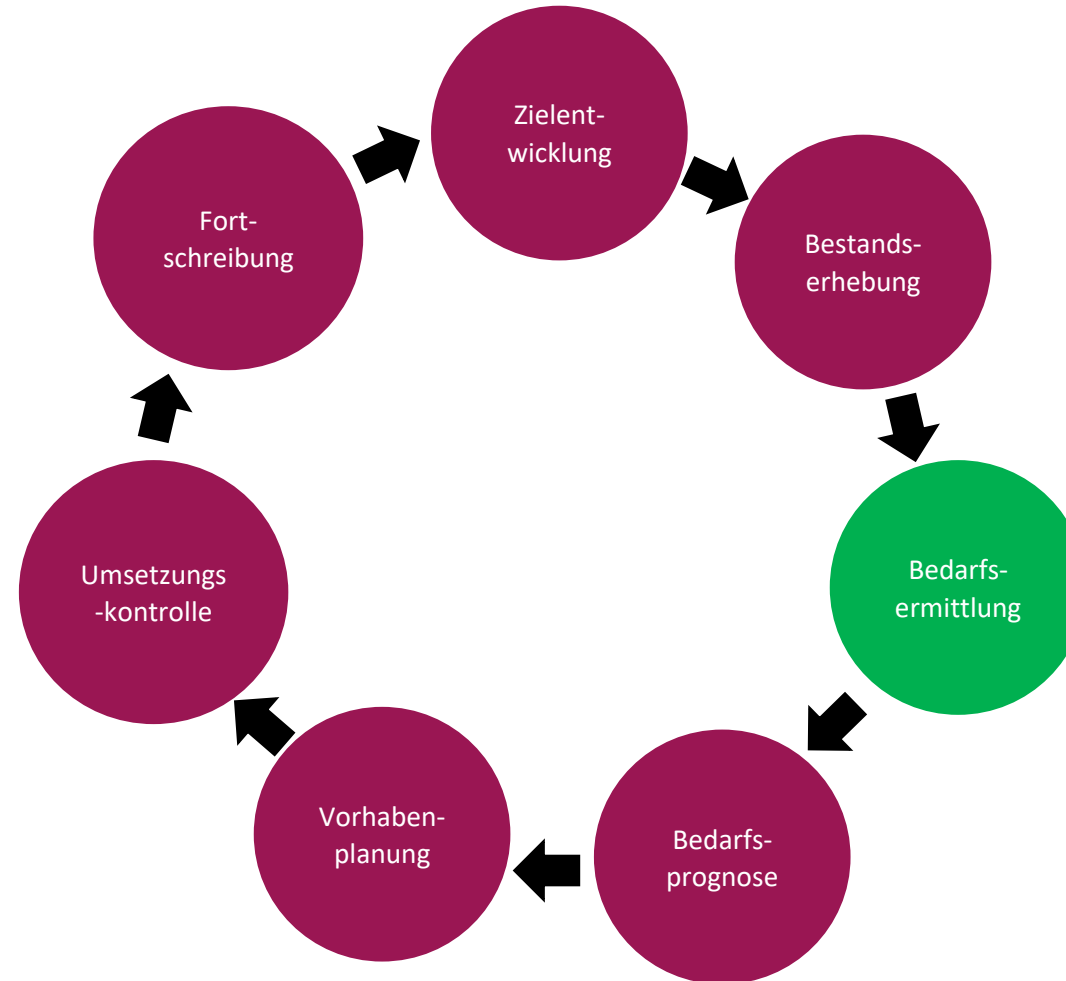 Zielent-
wicklung
Bestands-
erhebung
Bedarfs-
ermittlung
Bedarfs-
prognose
Vorhaben-
planung
Umsetzungs
-kontrolle
Fort-
schreibung